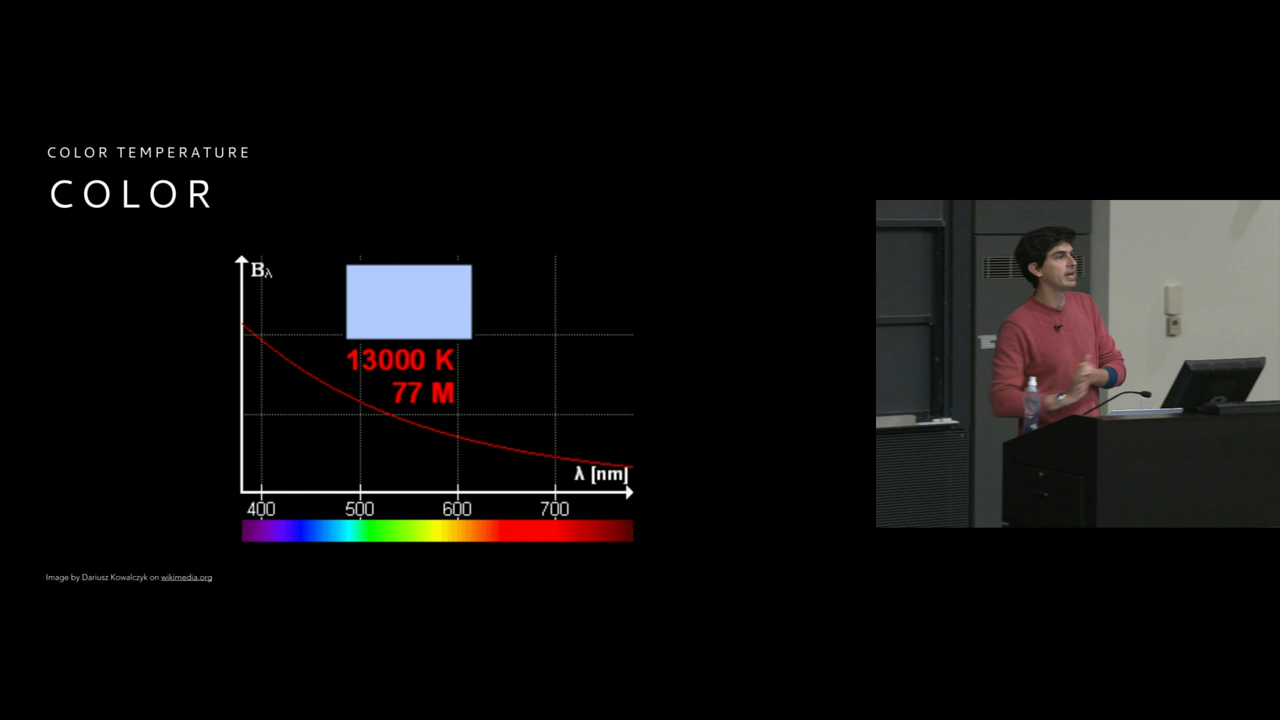 COLOR TEMPERATURE
COLOR
Bλ
13000 K
77 M
λ [nm]
400 500 600 700
Image by Dariusz Kowalczyk on wikimedia.org